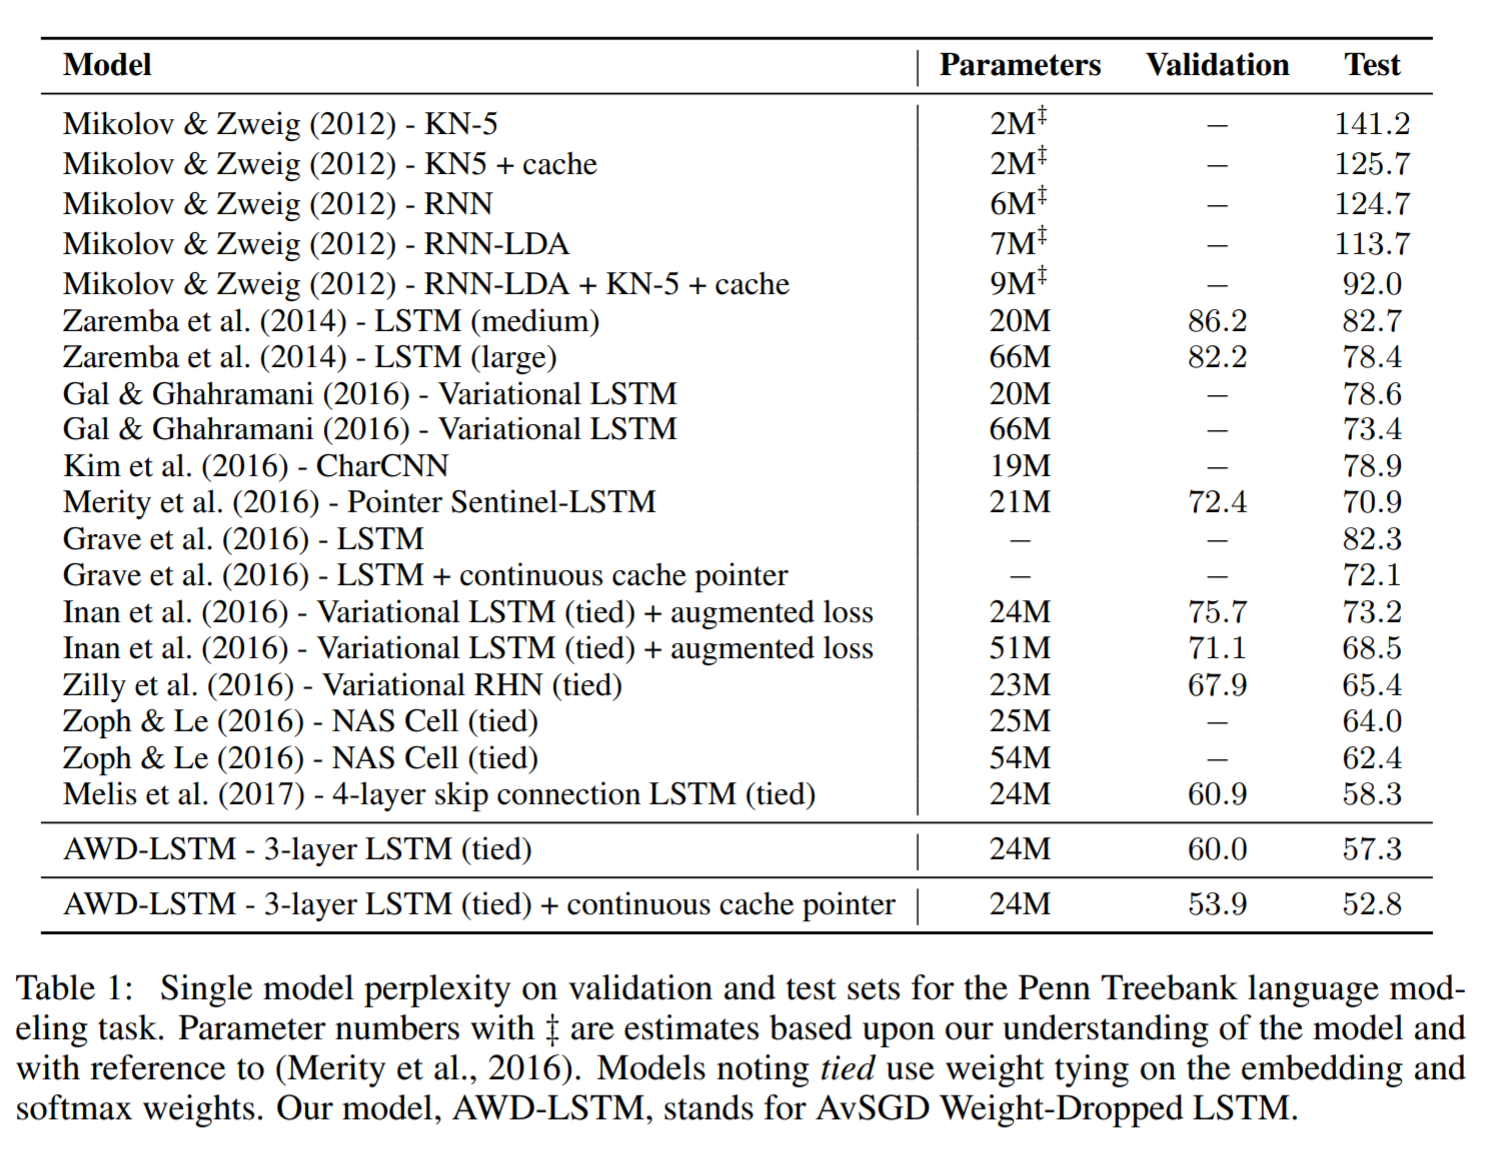 Model Parameters Validation Test
Mikolov & Zweig (2012) - KN-5 2M‡ − 141.2
Mikolov & Zweig (2012) - KN5 + cache 2M‡ − 125.7
Mikolov & Zweig (2012) - RNN 6M‡ − 124.7
Mikolov & Zweig (2012) - RNN-LDA 7M‡ − 113.7
Mikolov & Zweig (2012) - RNN-LDA + KN-5 + cache 9M‡ − 92.0
Zaremba et al. (2014) - LSTM (medium) 20M 86.2 82.7
Zaremba et al. (2014) - LSTM (large) 66M 82.2 78.4
Gal & Ghahramani (2016) - Variational LSTM 20M − 78.6
Gal & Ghahramani (2016) - Variational LSTM 66M − 73.4
Kim et al. (2016) - CharCNN 19M − 78.9
Merity et al. (2016) - Pointer Sentinel-LSTM 21M 72.4 70.9
Grave et al. (2016) - LSTM − − 82.3
Grave et al. (2016) - LSTM + continuous cache pointer − − 72.1
Inan et al. (2016) - Variational LSTM (tied) + augmented loss 24M 75.7 73.2
Inan et al. (2016) - Variational LSTM (tied) + augmented loss 51M 71.1 68.5
Zilly et al. (2016) - Variational RHN (tied) 23M 67.9 65.4
Zoph & Le (2016) - NAS Cell (tied) 25M − 64.0
Zoph & Le (2016) - NAS Cell (tied) 54M − 62.4
Melis et al. (2017) - 4-layer skip connection LSTM (tied) 24M 60.9 58.3
AWD-LSTM - 3-layer LSTM (tied) 24M 60.0 57.3
AWD-LSTM - 3-layer LSTM (tied) + continuous cache pointer 24M 53.9 52.8
Table 1: Single model perplexity on validation and test sets for the Penn Treebank language mod-
eling task. Parameter numbers with ‡ are estimates based upon our understanding of the model and
with reference to (Merity et al., 2016). Models noting tied use weight tying on the embedding and
softmax weights. Our model, AWD-LSTM, stands for AvSGD Weight-Dropped LSTM.